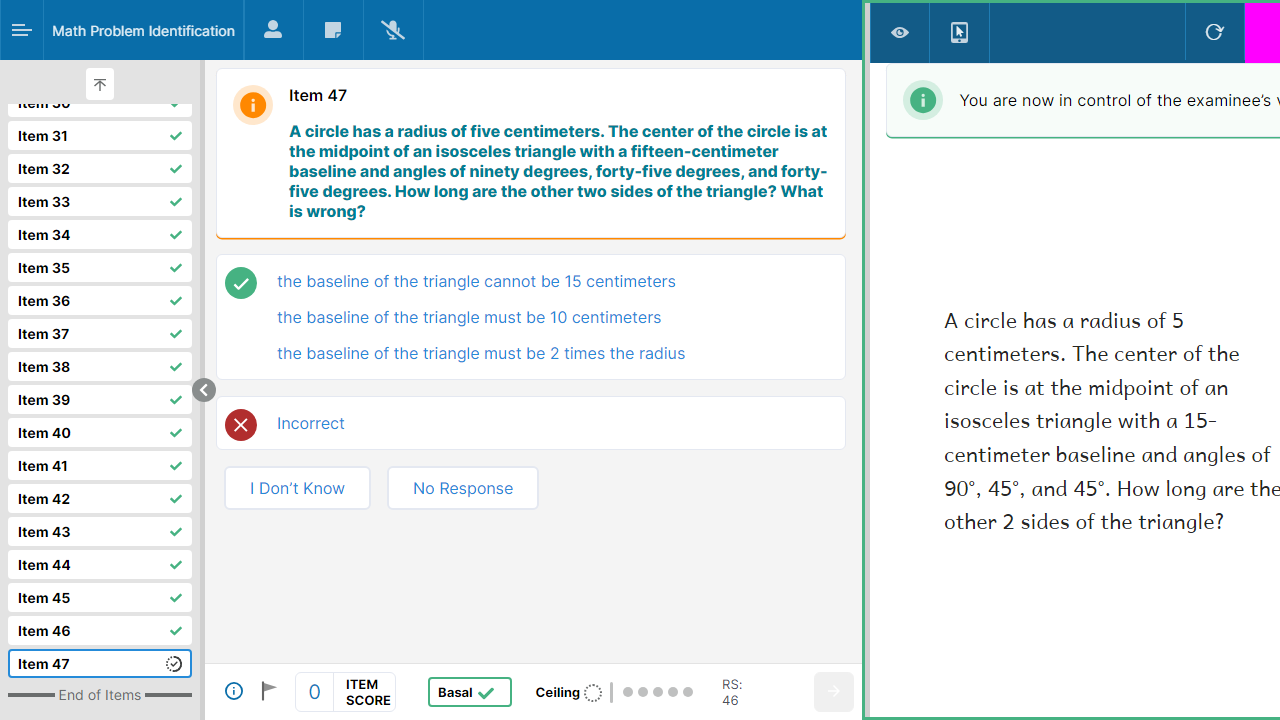 Math Problem Identification
Item 31
Item 32
Item 33
Item 34
Item 35
Item 36
Item 37
Item 38
Item 39
Item 40
Item 41
Item 42
Item 43
Item 44
Item 45
Item 46
Item 47
End of Items
Item 47
A circle has a radius of five centimeters. The center of the circle is at
the midpoint of an isosceles triangle with a fifteen-centimeter
baseline and angles of ninety degrees, forty-five degrees, and forty-
five degrees. How long are the other two sides of the triangle? What
is wrong?
the baseline of the triangle cannot be 15 centimeters
the baseline of the triangle must be 10 centimeters
the baseline of the triangle must be 2 times the radius
Incorrect
I Don't Know
No Response
0
ITEM
SCORE
Basal
Ceiling
RS:
46
You are now in control of the examinee's
A circle has a radius of 5
centimeters. The center of the
circle is at the midpoint of an
isosceles triangle with a 15-
centimeter baseline and angles of
90°, 45°, and 45°. How long are the
other 2 sides of the triangle?